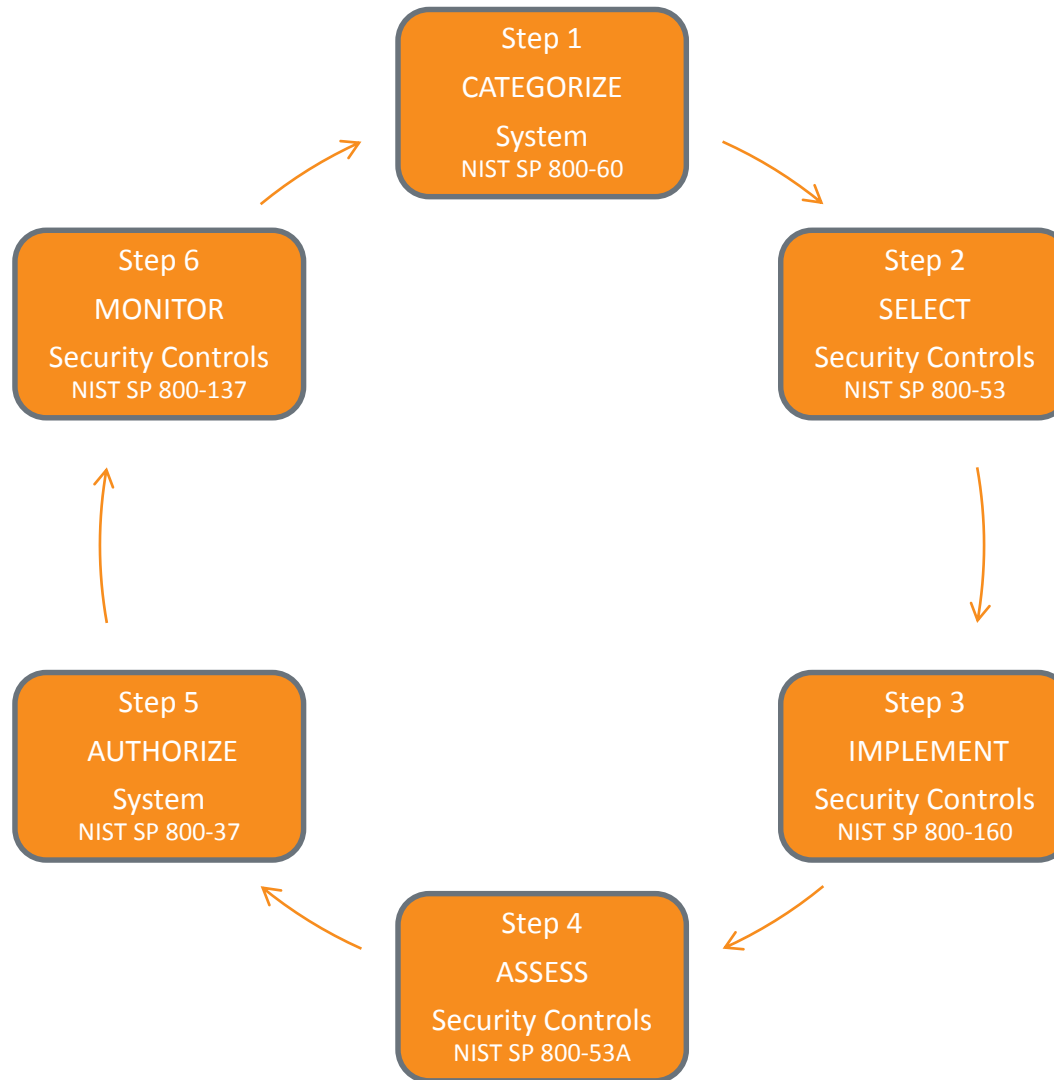 Step 1
CATEGORIZE
System
NIST SP 800-60
Step 2
SELECT
Security Controls
NIST SP 800-53
Step 3
IMPLEMENT
Security Controls
NIST SP 800-160
Step 4
ASSESS
Security Controls
NIST SP 800-53A
Step 5
AUTHORIZE
System
NIST SP 800-37
Step 6
MONITOR
Security Controls
NIST SP 800-137